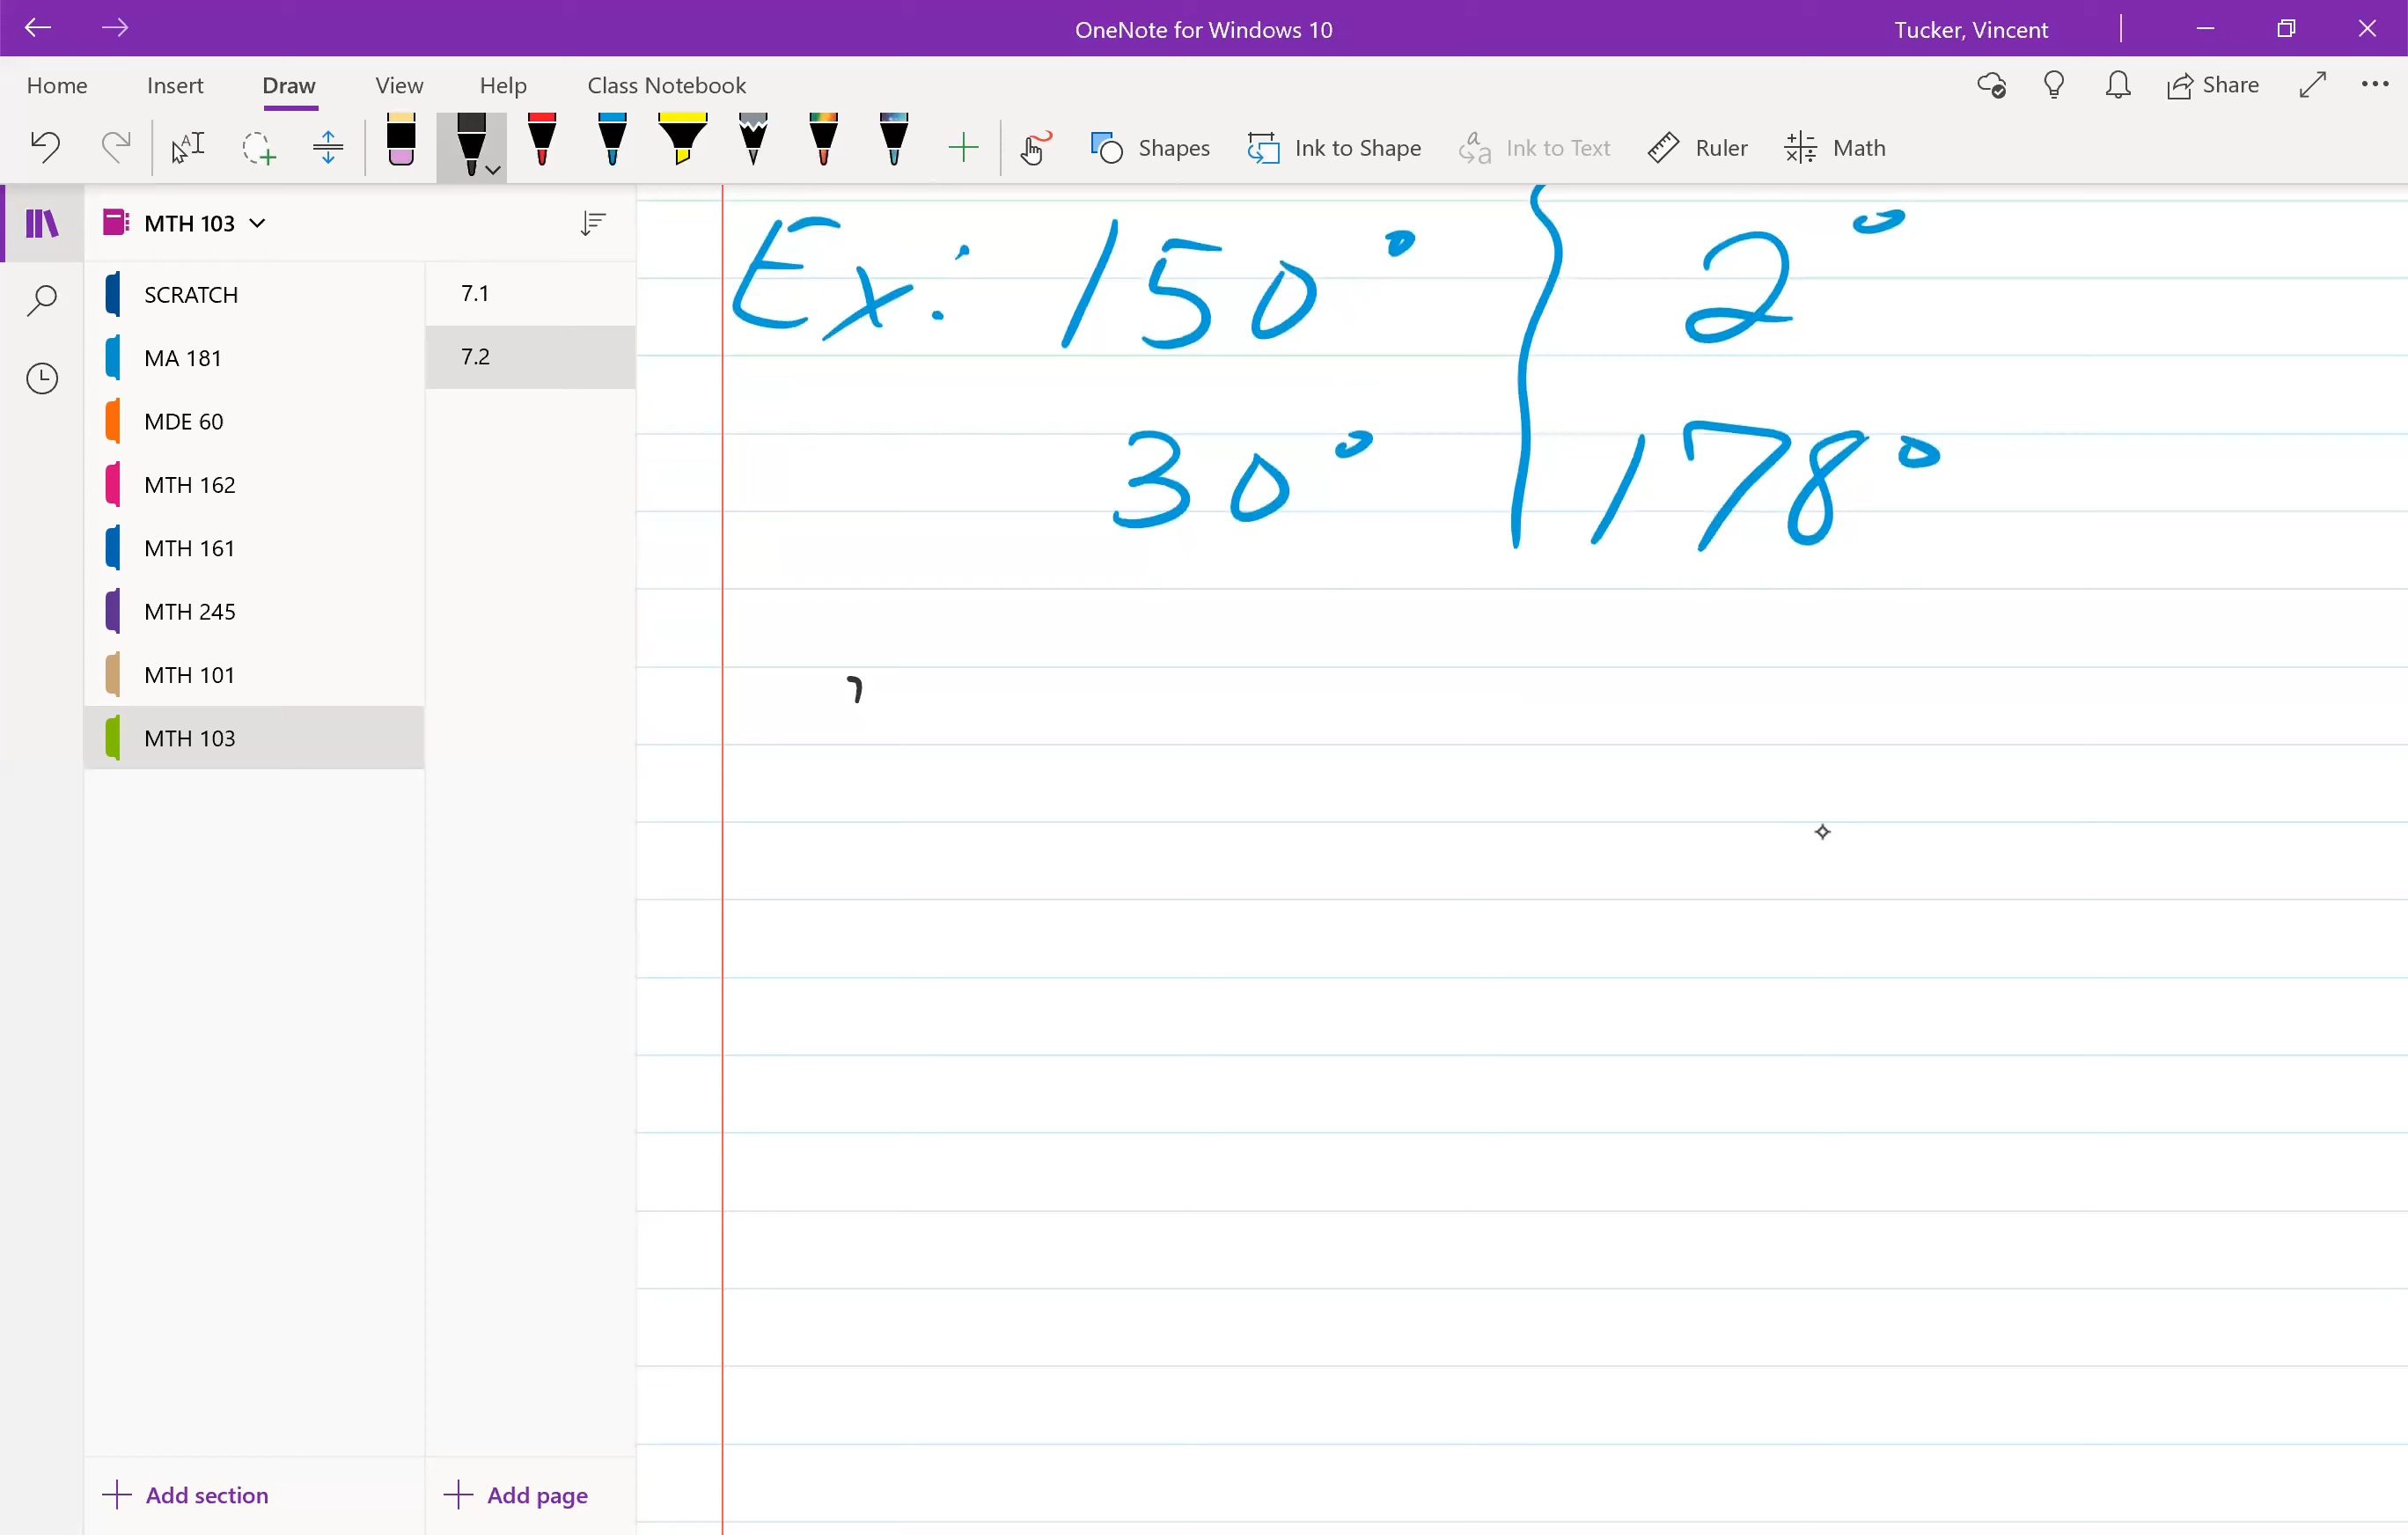 OneNote for Windows 10
Tucker, Vincent
Home Insert Draw View Help Class Notebook Share
Shapes Ink to Shape Ink to Text Ruler Math
MTH 103
SCRATCH
MA 181
MDE 60
MTH 162
MTH 161
MTH 245
MTH 101
MTH 103
7.1
7.2
Ex: 150° 2°
30° 178°
Add section
Add page